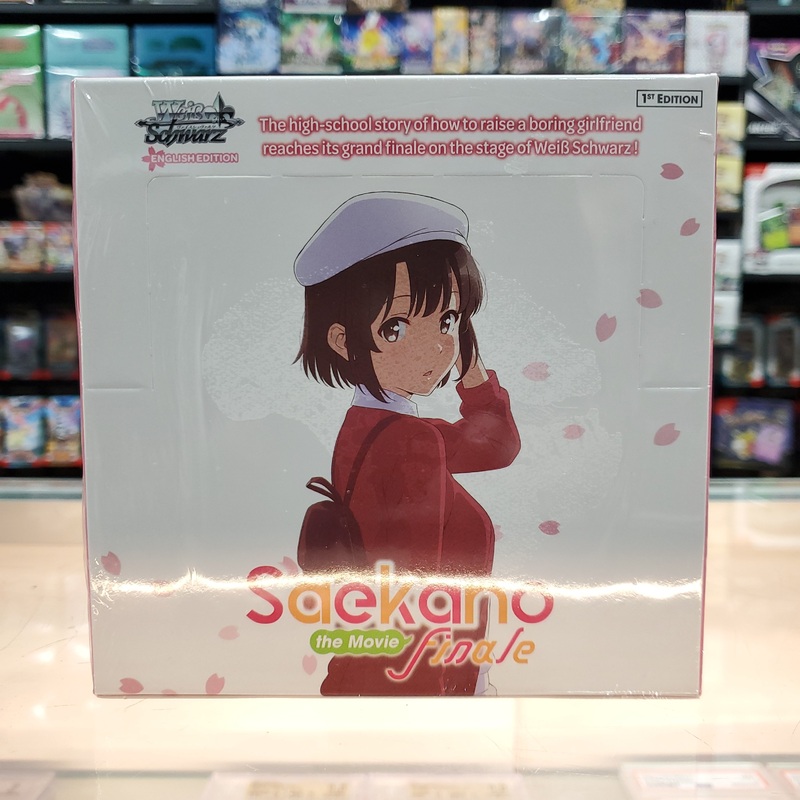 Weiß
Schwarz
ENGLISH EDITION
The high-school story of how to raise a boring girlfriend
reaches its grand finale on the stage of Weiß Schwarz!
1ST EDITION
Saekano
the Movie
finale